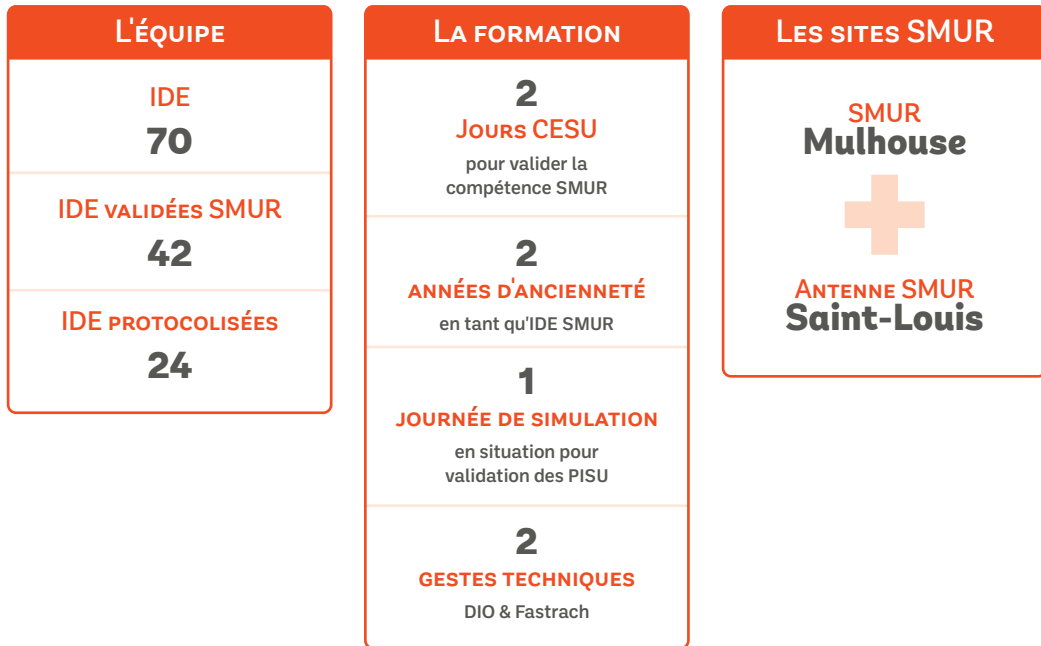 L'équipe
IDE
70
IDE validées SMUR
42
IDE protocolisées
24
La formation
2
Jours CESU
pour valider la
compétence SMUR
2
années d'ancienneté
en tant qu'IDE SMUR
1
journée de simulation
en situation pour
validation des PISU
2
gestes techniques
DIO & Fastrach
Les sites SMUR
SMUR
Mulhouse
Antenne SMUR
Saint-Louis